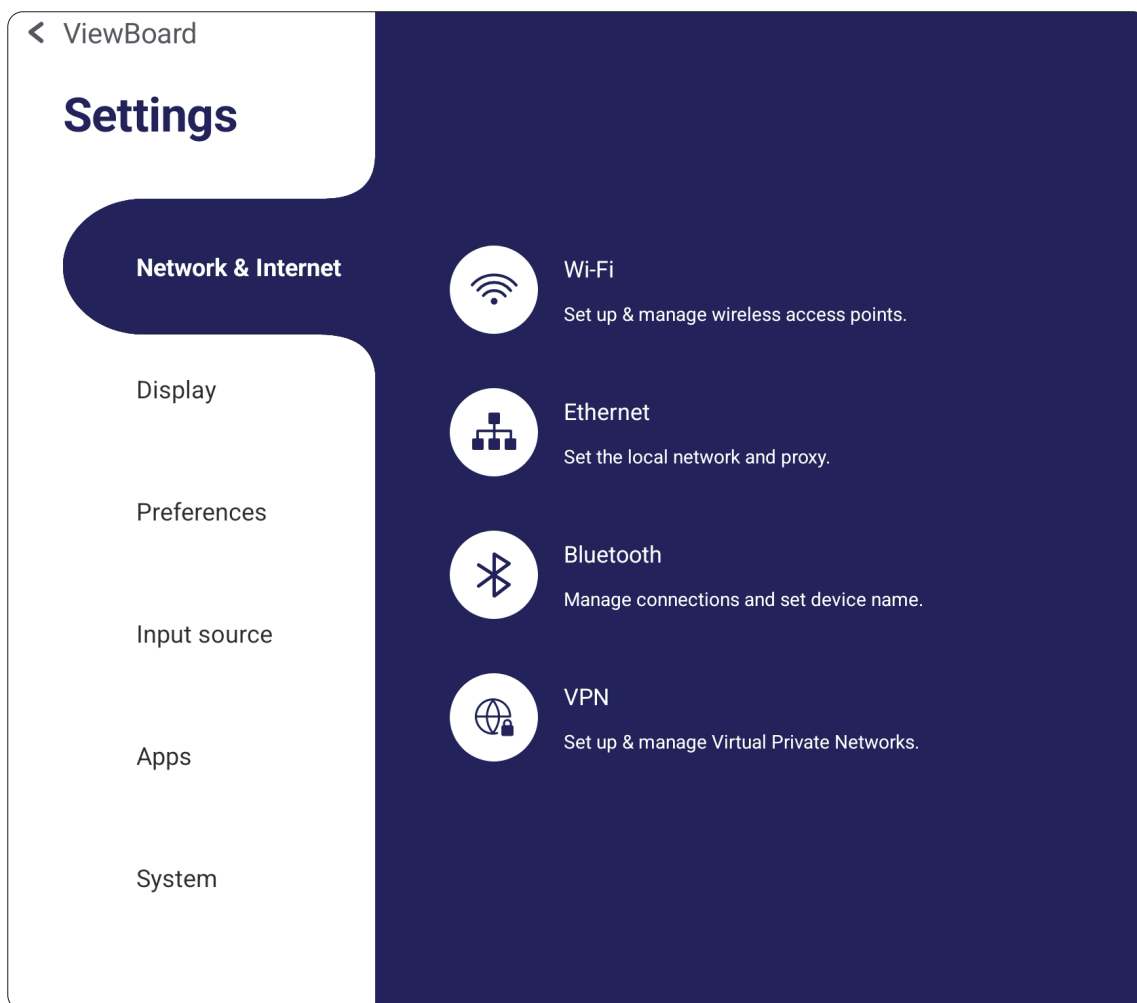 ViewBoard
Settings
Network & Internet
Display
Preferences
Input source
Apps
System
Wi-Fi
Set up & manage wireless access points.
Ethernet
Set the local network and proxy.
Bluetooth
Manage connections and set device name.
VPN
Set up & manage Virtual Private Networks.